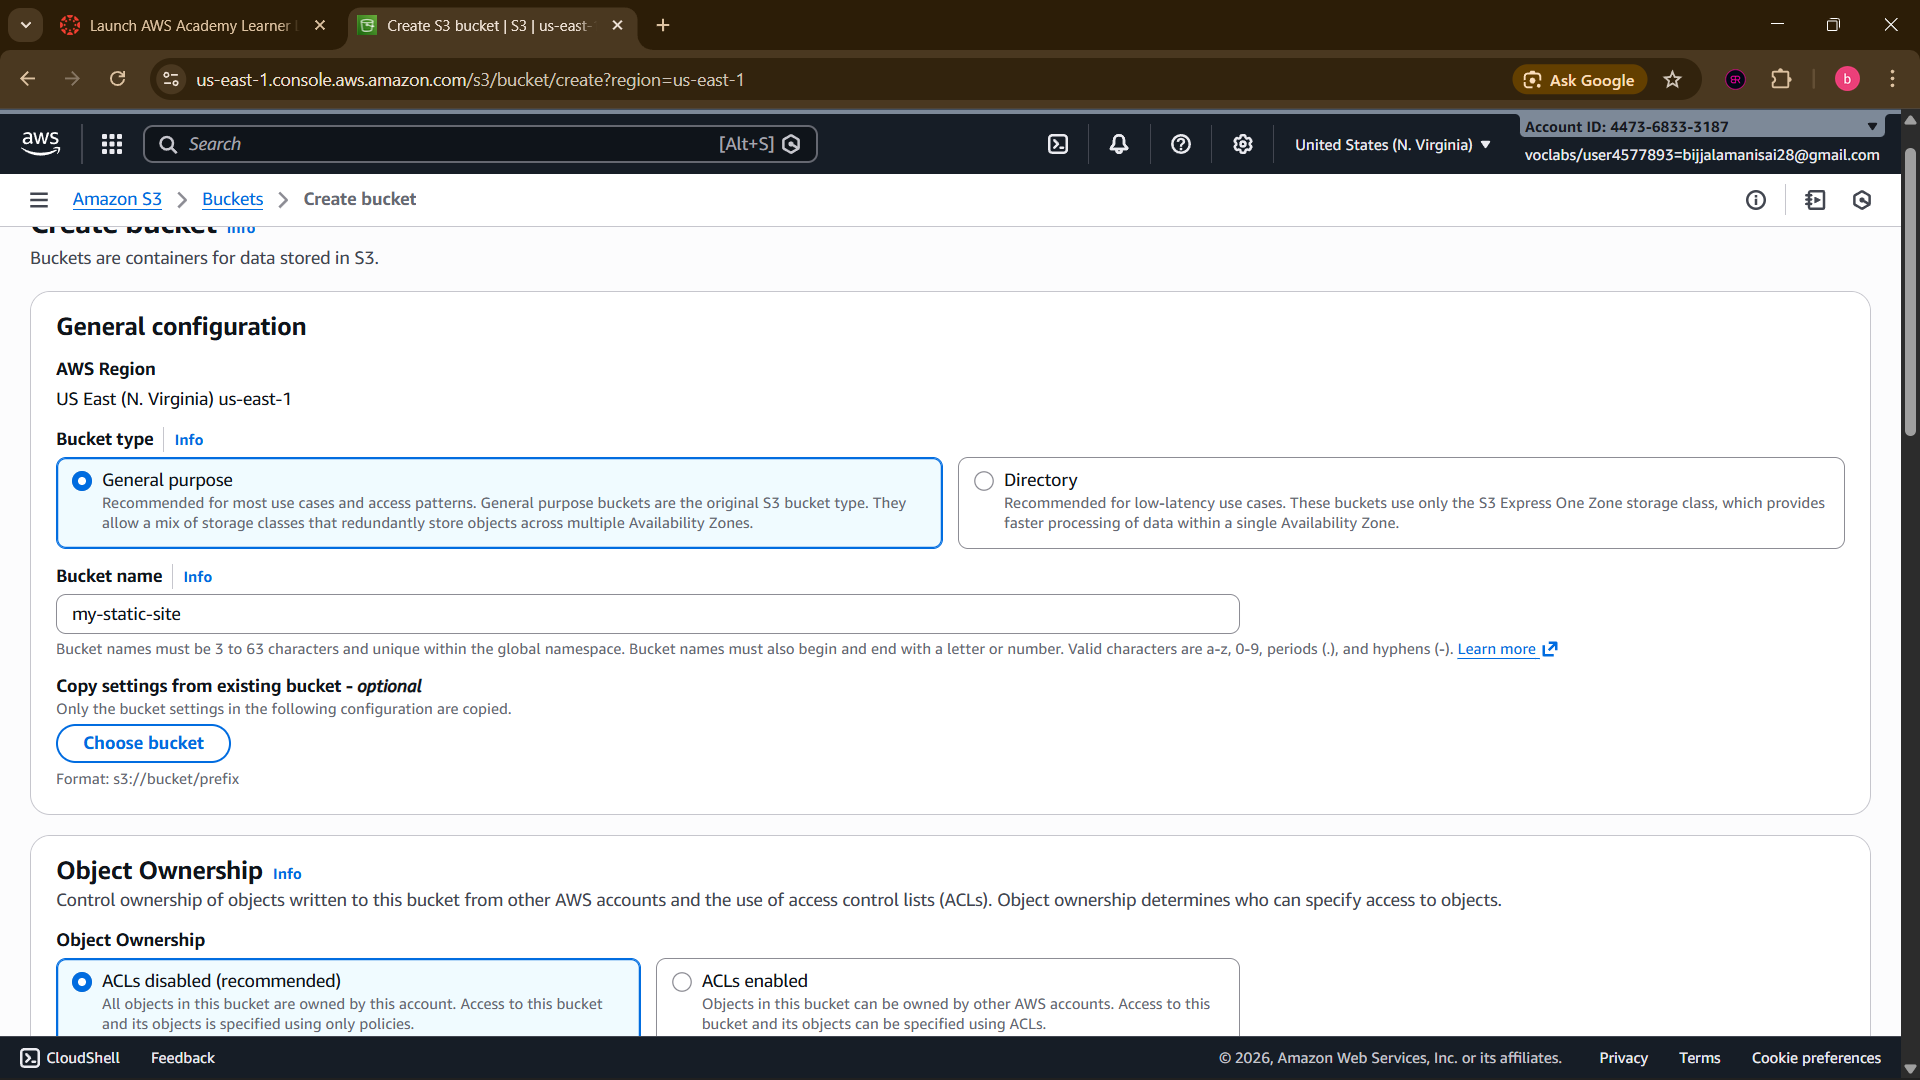 Launch AWS Academy Learner
Create S3 bucket | S3 | us-east-
us-east-1.console.aws.amazon.com/s3/bucket/create?region=us-east-1
Ask Google
b
aws
Search
[Alt+S]
United States (N. Virginia)
Account ID: 4473-6833-3187
voclabs/user4577893=bijjalamanisai28@gmail.com
Amazon S3 > Buckets > Create bucket
Create bucket Info
Buckets are containers for data stored in S3.
General configuration
AWS Region
US East (N. Virginia) us-east-1
Bucket type Info
General purpose
Recommended for most use cases and access patterns. General purpose buckets are the original S3 bucket type. They
allow a mix of storage classes that redundantly store objects across multiple Availability Zones.
Directory
Recommended for low-latency use cases. These buckets use only the S3 Express One Zone storage class, which provides
faster processing of data within a single Availability Zone.
Bucket name Info
my-static-site
Bucket names must be 3 to 63 characters and unique within the global namespace. Bucket names must also begin and end with a letter or number. Valid characters are a-z, 0-9, periods (.), and hyphens (-). Learn more
Copy settings from existing bucket - optional
Only the bucket settings in the following configuration are copied.
Choose bucket
Format: s3://bucket/prefix
Object Ownership Info
Control ownership of objects written to this bucket from other AWS accounts and the use of access control lists (ACLs). Object ownership determines who can specify access to objects.
Object Ownership
ACLs disabled (recommended)
All objects in this bucket are owned by this account. Access to this bucket
and its objects is specified using only policies.
ACLs enabled
Objects in this bucket can be owned by other AWS accounts. Access to this
bucket and its objects can be specified using ACLs.
CloudShell
Feedback
© 2026, Amazon Web Services, Inc. or its affiliates.
Privacy
Terms
Cookie preferences